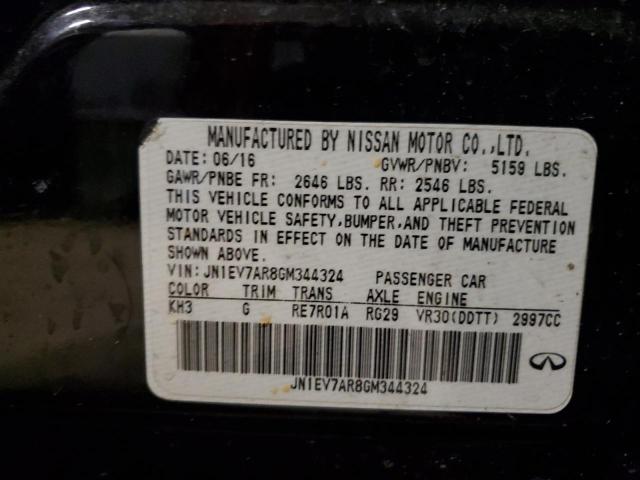 MANUFACTURED BY NISSAN MOTOR CO.,LTD.
DATE: 06/16 GVWR/PNBV: 5159 LBS.
GAWR/PNBE FR: 2646 LBS. RR: 2546 LBS.
THIS VEHICLE CONFORMS TO ALL APPLICABLE FEDERAL
MOTOR VEHICLE SAFETY,BUMPER,AND THEFT PREVENTION
STANDARDS IN EFFECT ON THE DATE OF MANUFACTURE
SHOWN ABOVE.
VIN: JN1EV7AR8GM344324 PASSENGER CAR
COLOR TRIM TRANS AXLE ENGINE
KH3 G RE7R01A RG29 VR30(DDTT) 2997CC
JN1EV7AR8GM344324